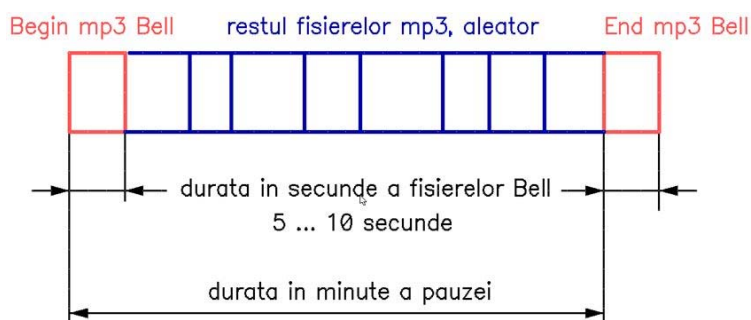 Begin mp3 Bell
restul fisierelor mp3, aleator
End mp3 Bell
durata in secunde a fisierelor Bell
5 ... 10 secunde
durata in minute a pauzei